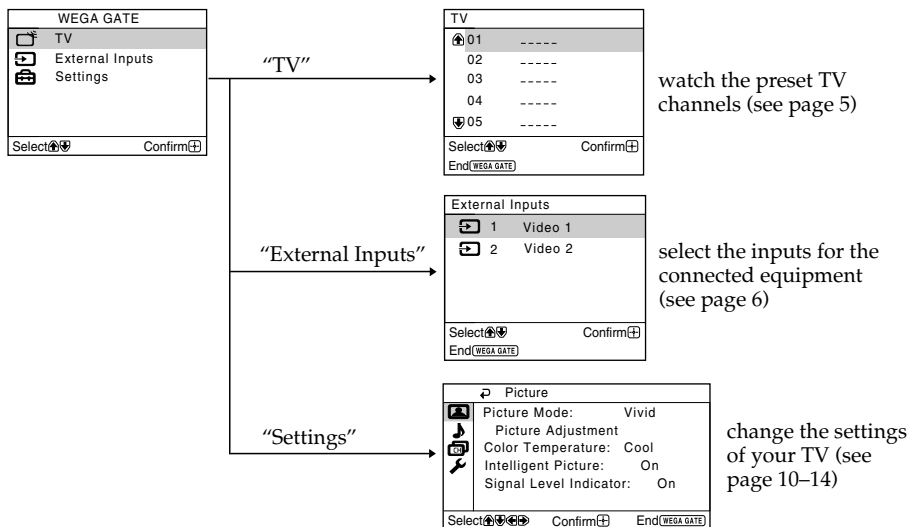 WEGA GATE
TV
External Inputs
Settings
Select Confirm
"TV"
TV
01 -----
02 -----
03 -----
04 -----
05 -----
Select Confirm
End WEGA GATE
watch the preset TV
channels (see page 5)
"External Inputs"
External Inputs
1 Video 1
2 Video 2
Select Confirm
End WEGA GATE
select the inputs for the
connected equipment
(see page 6)
"Settings"
Picture
Picture Mode: Vivid
Picture Adjustment
Color Temperature: Cool
CH
Intelligent Picture: On
Signal Level Indicator: On
Select Confirm End WEGA GATE
change the settings
of your TV (see
page 10–14)